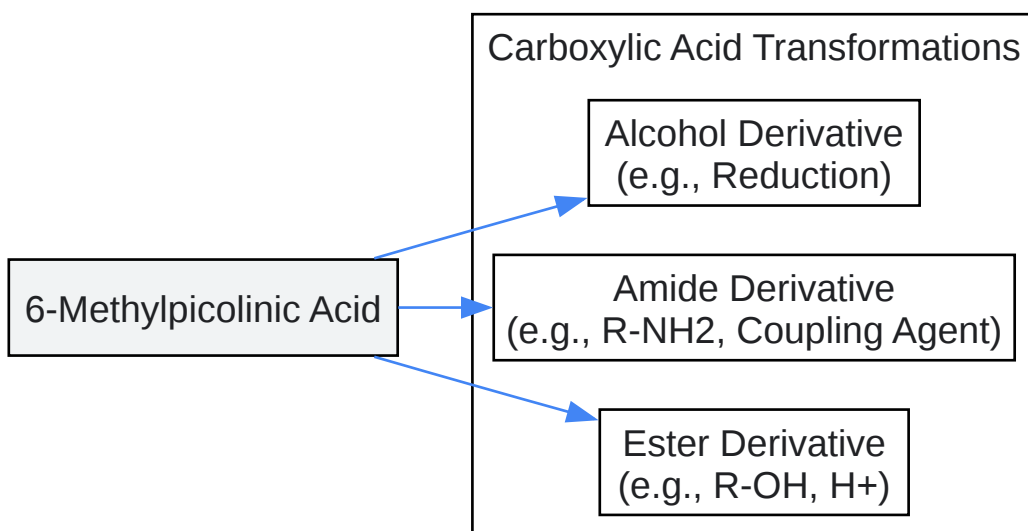 Carboxylic Acid Transformations
Alcohol Derivative
(e.g., Reduction)
6-Methylpicolinic Acid
Amide Derivative
(e.g., R-NH2, Coupling Agent)
Ester Derivative
(e.g., R-OH, H+)